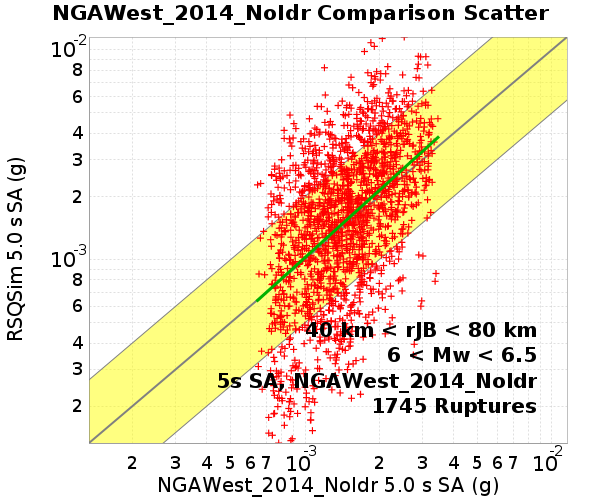 NGAWest_2014_NoIdr Comparison Scatter
RSQSim 5.0 s SA (g)
10-2
8
6
4
3
2
10-3
8
6
4
3
2
40 km < rJB < 80 km
6 < Mw < 6.5
5s SA, NGAWest_2014_NoIdr
1745 Ruptures
2 3 4 5 6 7 10-3 2 3 4 5 6 7 10-2
NGAWest_2014_NoIdr 5.0 s SA (g)